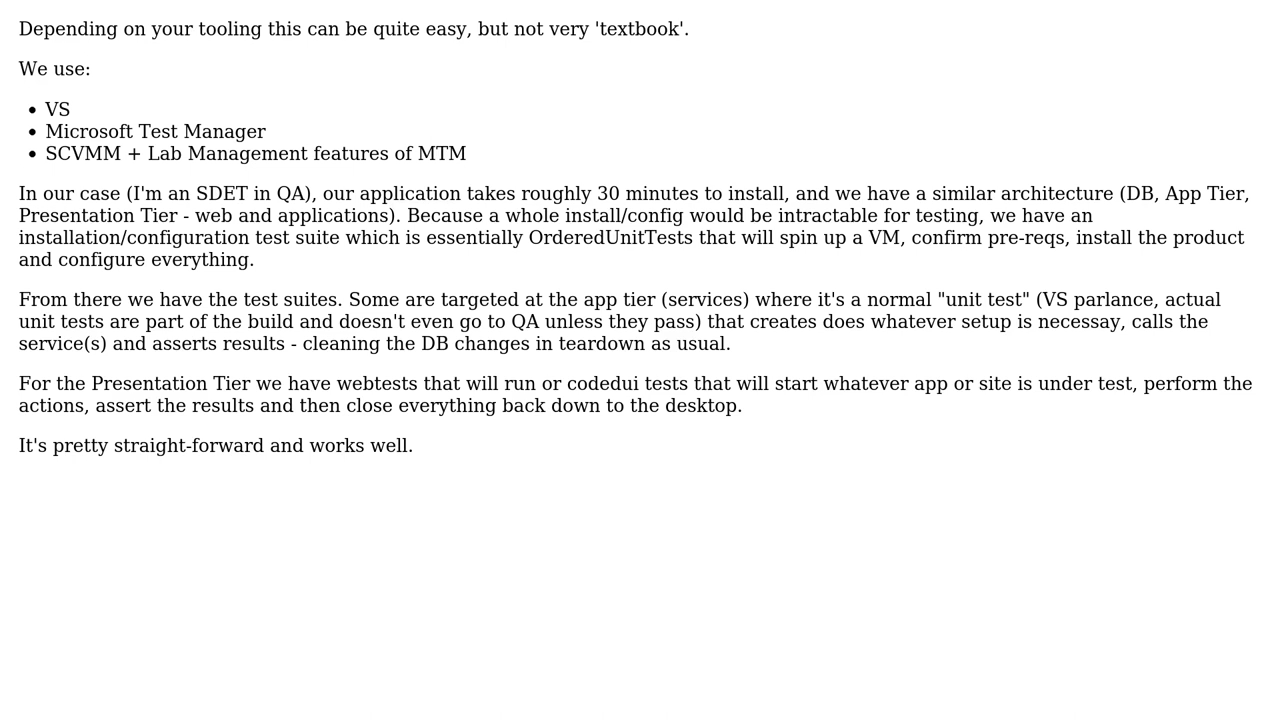 Depending on your tooling this can be quite easy, but not very 'textbook'.
We use:
• VS
• Microsoft Test Manager
• SCVMM + Lab Management features of MTM
In our case (I'm an SDET in QA), our application takes roughly 30 minutes to install, and we have a similar architecture (DB, App Tier,
Presentation Tier - web and applications). Because a whole install/config would be intractable for testing, we have an
installation/configuration test suite which is essentially OrderedUnitTests that will spin up a VM, confirm pre-reqs, install the product
and configure everything.
From there we have the test suites. Some are targeted at the app tier (services) where it's a normal "unit test" (VS parlance, actual
unit tests are part of the build and doesn't even go to QA unless they pass) that creates does whatever setup is necessay, calls the
service(s) and asserts results - cleaning the DB changes in teardown as usual.
For the Presentation Tier we have webtests that will run or codedui tests that will start whatever app or site is under test, perform the
actions, assert the results and then close everything back down to the desktop.
It's pretty straight-forward and works well.